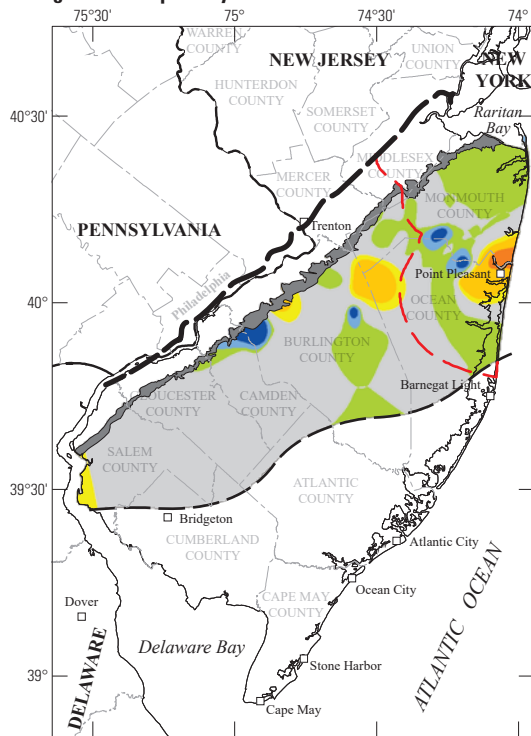 75°30'
75°
74°30'
74°
WARREN
COUNTY
UNION
COUNTY
NEW JERSEY
NEW
YORK
HUNTERDON
COUNTY
40°30'
SOMERSET
COUNTY
Raritan
Bay
MIDDLESEX
COUNTY
MERCER
COUNTY
MONMOUTH
COUNTY
PENNSYLVANIA
Trenton
Point Pleasant
Philadelphia
40°
OCEAN
COUNTY
BURLINGTON
COUNTY
Barnegat Light
GLOUCESTER
COUNTY
CAMDEN
COUNTY
SALEM
COUNTY
ATLANTIC
COUNTY
39°30'
Bridgeton
CUMBERLAND
COUNTY
Atlantic City
Ocean City
CAPE MAY
COUNTY
Dover
Delaware Bay
ATLANTIC OCEAN
DELAWARE
39°
Stone Harbor
Cape May